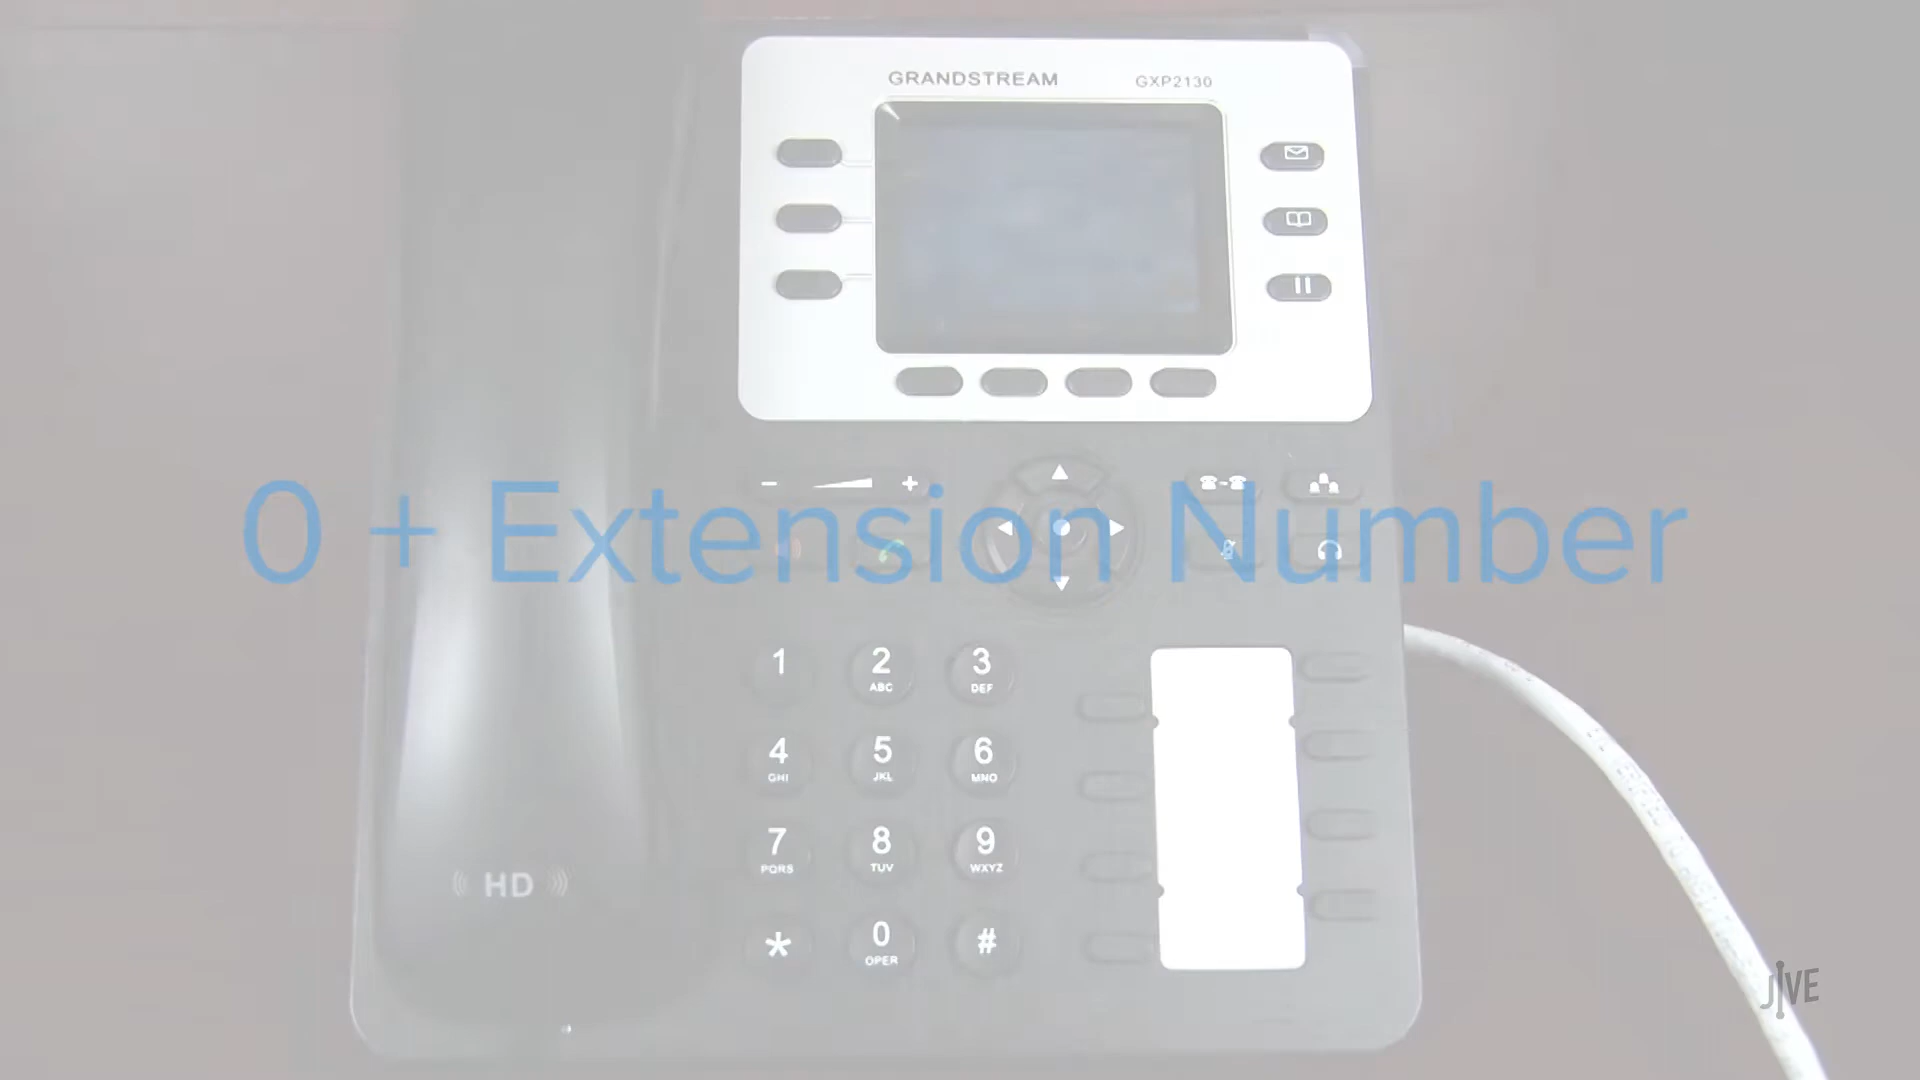 GRANDSTREAM GXP2130
0 + Extension Number
1 2 ABC 3 DEF
4 GHI 5 JKL 6 MNO
7 PQRS 8 TUV 9 WXYZ
HD
* 0 OPER #
JIVE